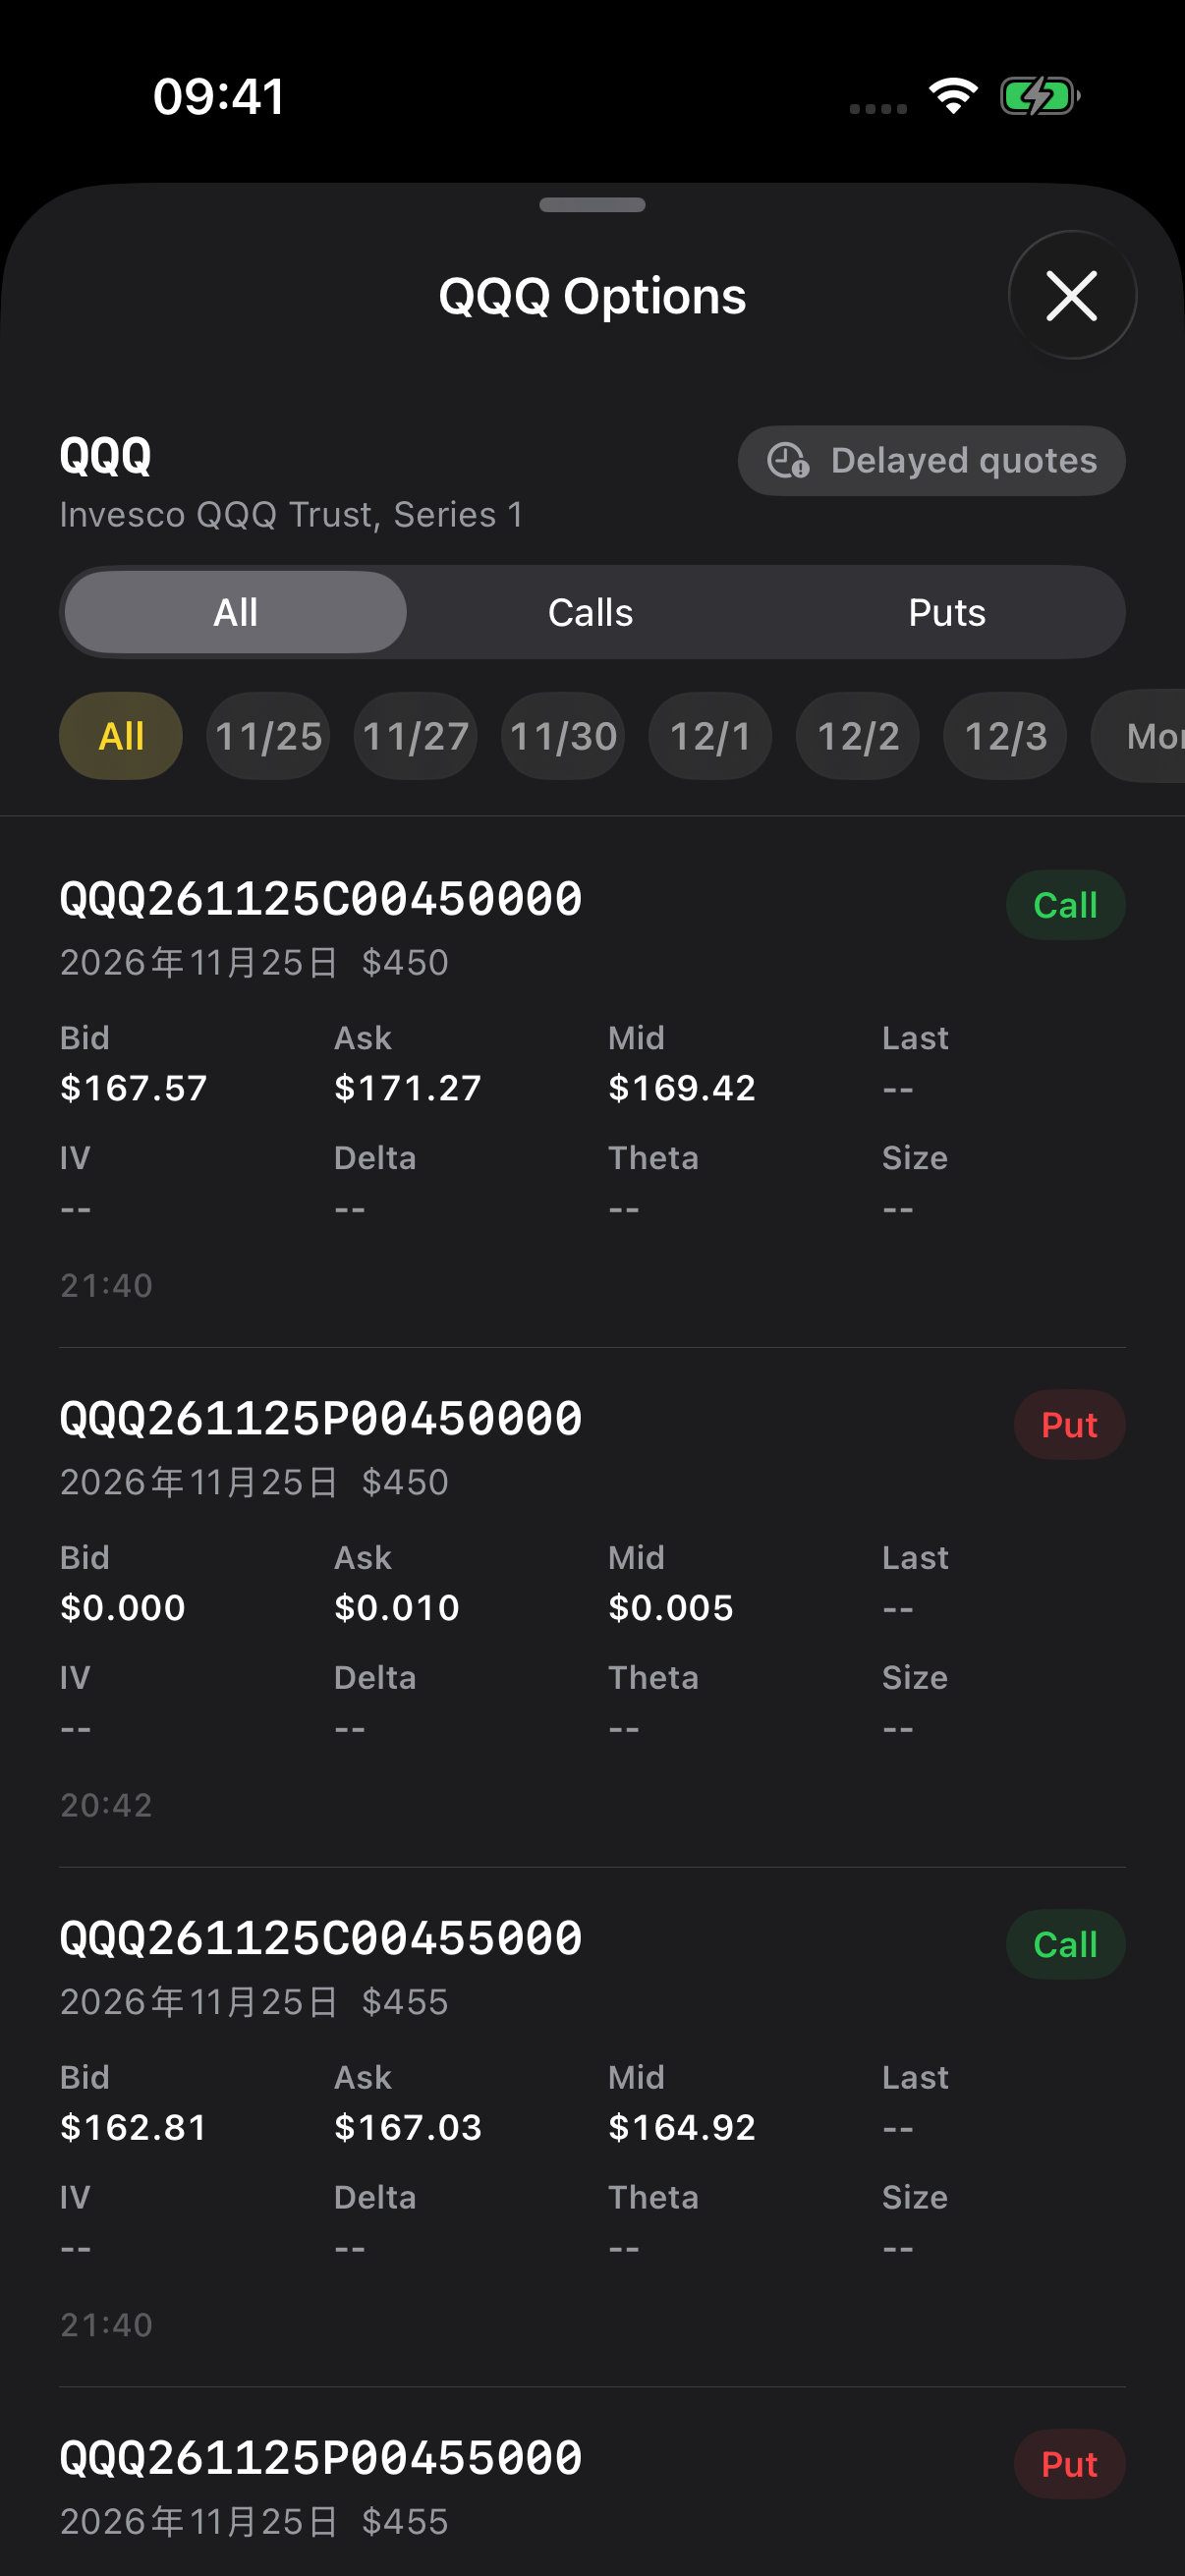 09:41
QQQ Options
QQQ
Delayed quotes
Invesco QQQ Trust, Series 1
All Calls Puts
All 11/25 11/27 11/30 12/1 12/2 12/3 Mor
QQQ261125C00450000 Call
2026年11月25日 $450
Bid Ask Mid Last
$167.57 $171.27 $169.42 --
IV Delta Theta Size
-- -- -- --
21:40
QQQ261125P00450000 Put
2026年11月25日 $450
Bid Ask Mid Last
$0.000 $0.010 $0.005 --
IV Delta Theta Size
-- -- -- --
20:42
QQQ261125C00455000 Call
2026年11月25日 $455
Bid Ask Mid Last
$162.81 $167.03 $164.92 --
IV Delta Theta Size
-- -- -- --
21:40
QQQ261125P00455000 Put
2026年11月25日 $455